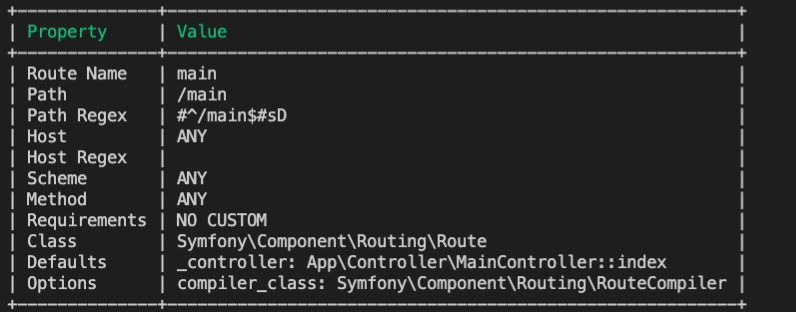 Property Value
Route Name main
Path /main
Path Regex #^/main$#sD
Host ANY
Host Regex
Scheme ANY
Method ANY
Requirements NO CUSTOM
Class Symfony\Component\Routing\Route
Defaults _controller: App\Controller\MainController::index
Options compiler_class: Symfony\Component\Routing\RouteCompiler